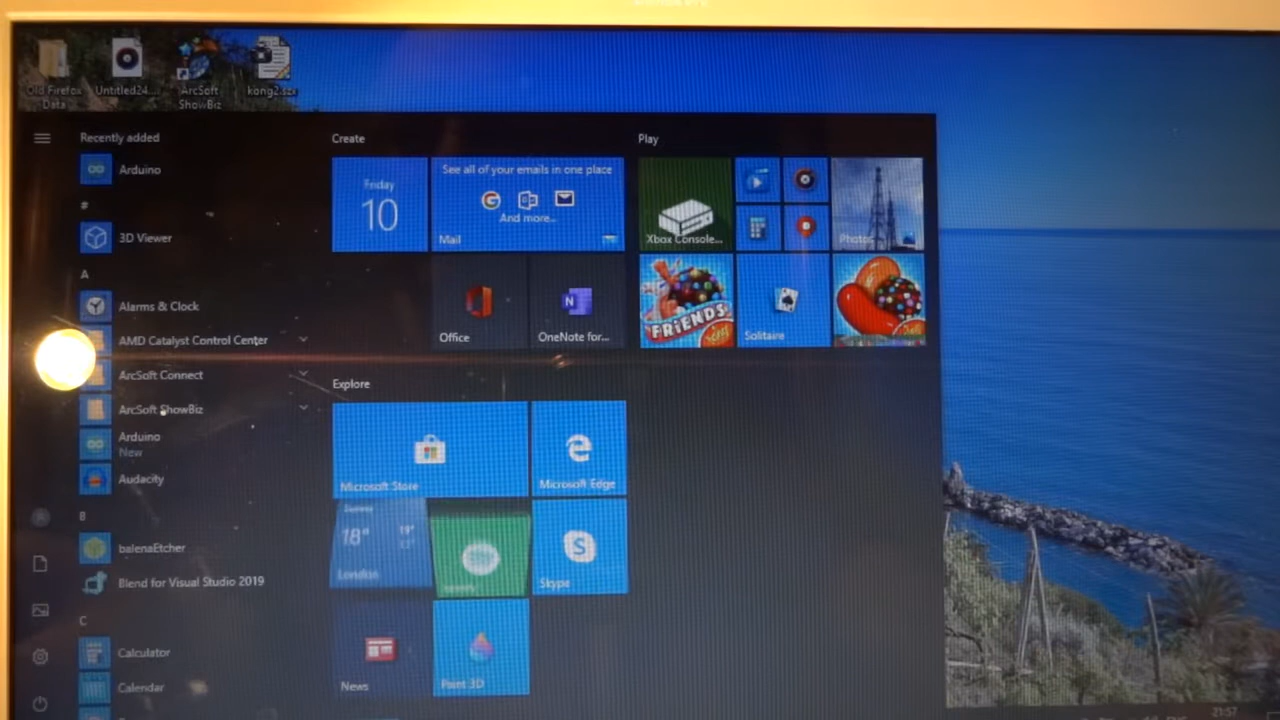 Old Firefox
Data
Untitled24...
ArcSoft
ShowBiz
kong2.szx
Recently added
Arduino
#
3D Viewer
A
Alarms & Clock
AMD Catalyst Control Center
ArcSoft Connect
ArcSoft ShowBiz
Arduino
New
Audacity
B
balenaEtcher
Blend for Visual Studio 2019
C
Calculator
Calendar
Create
Friday
10
See all of your emails in one place
G
And more...
Mail
Office
N
OneNote for...
Play
Xbox Console...
Photos
FRIENDS
Solitaire
Explore
Microsoft Store
Microsoft Edge
18°
19°
London
S
Skype
News
Paint 3D
21:57